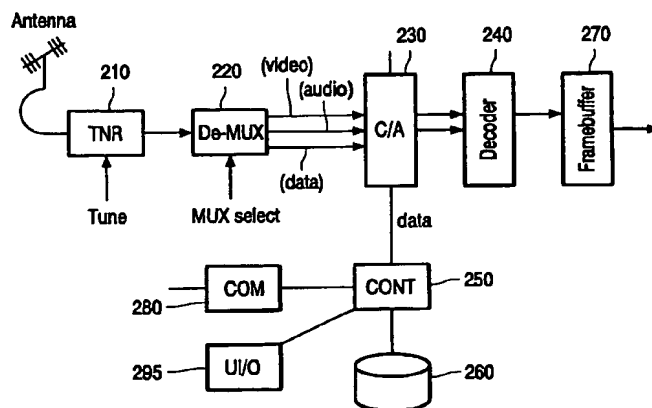 Antenna
210
TNR
Tune
220
De-MUX
MUX select
(video)
(audio)
(data)
230
C/A
240
Decoder
270
Framebuffer
data
COM
280
CONT
250
UI/O
295
260